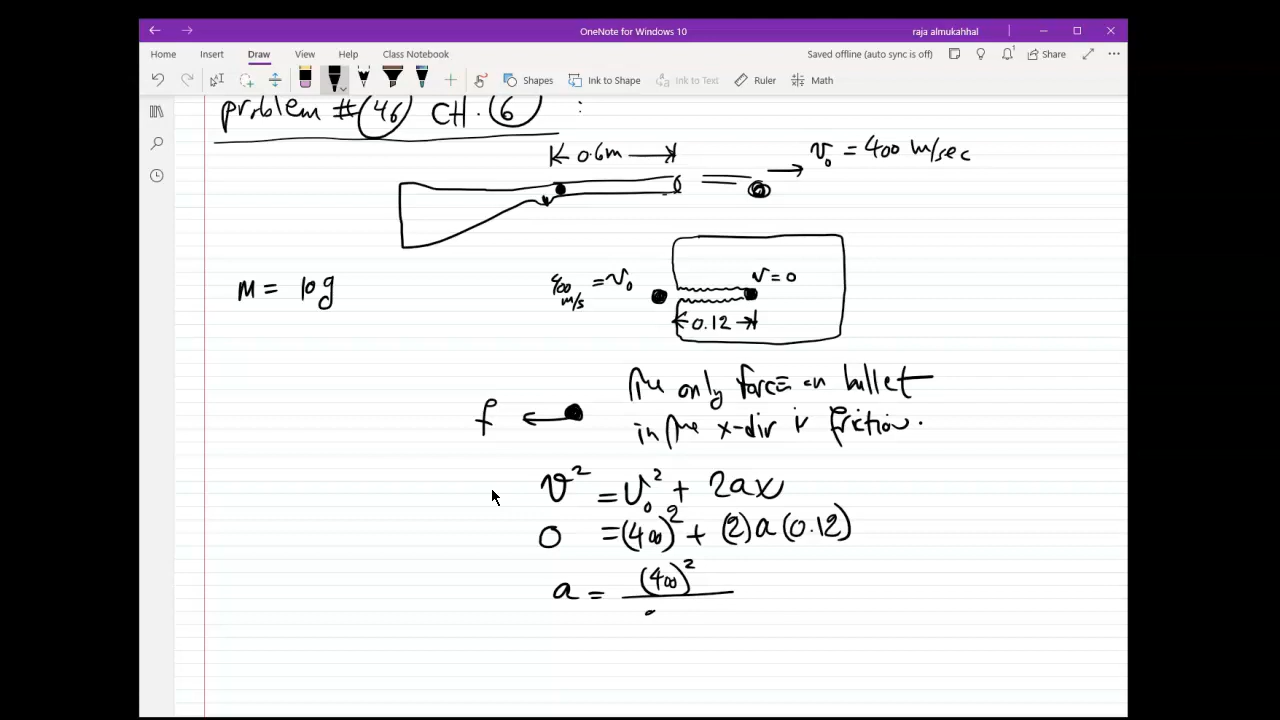 OneNote for Windows 10
raja almukahhal
Home Insert Draw View Help Class Notebook
Saved offline (auto sync is off)
Share
Shapes Ink to Shape Ink to Text Ruler Math
problem #(46) CH. 6 :
0.6m
v₀ = 400 m/sec
M = 10g
400 m/s = v₀
v = 0
0.12
The only force on bullet
in the x-dir is friction.
f
v² = v₀² + 2ax
0 = (400)² + (2)a(0.12)
a = (400)²